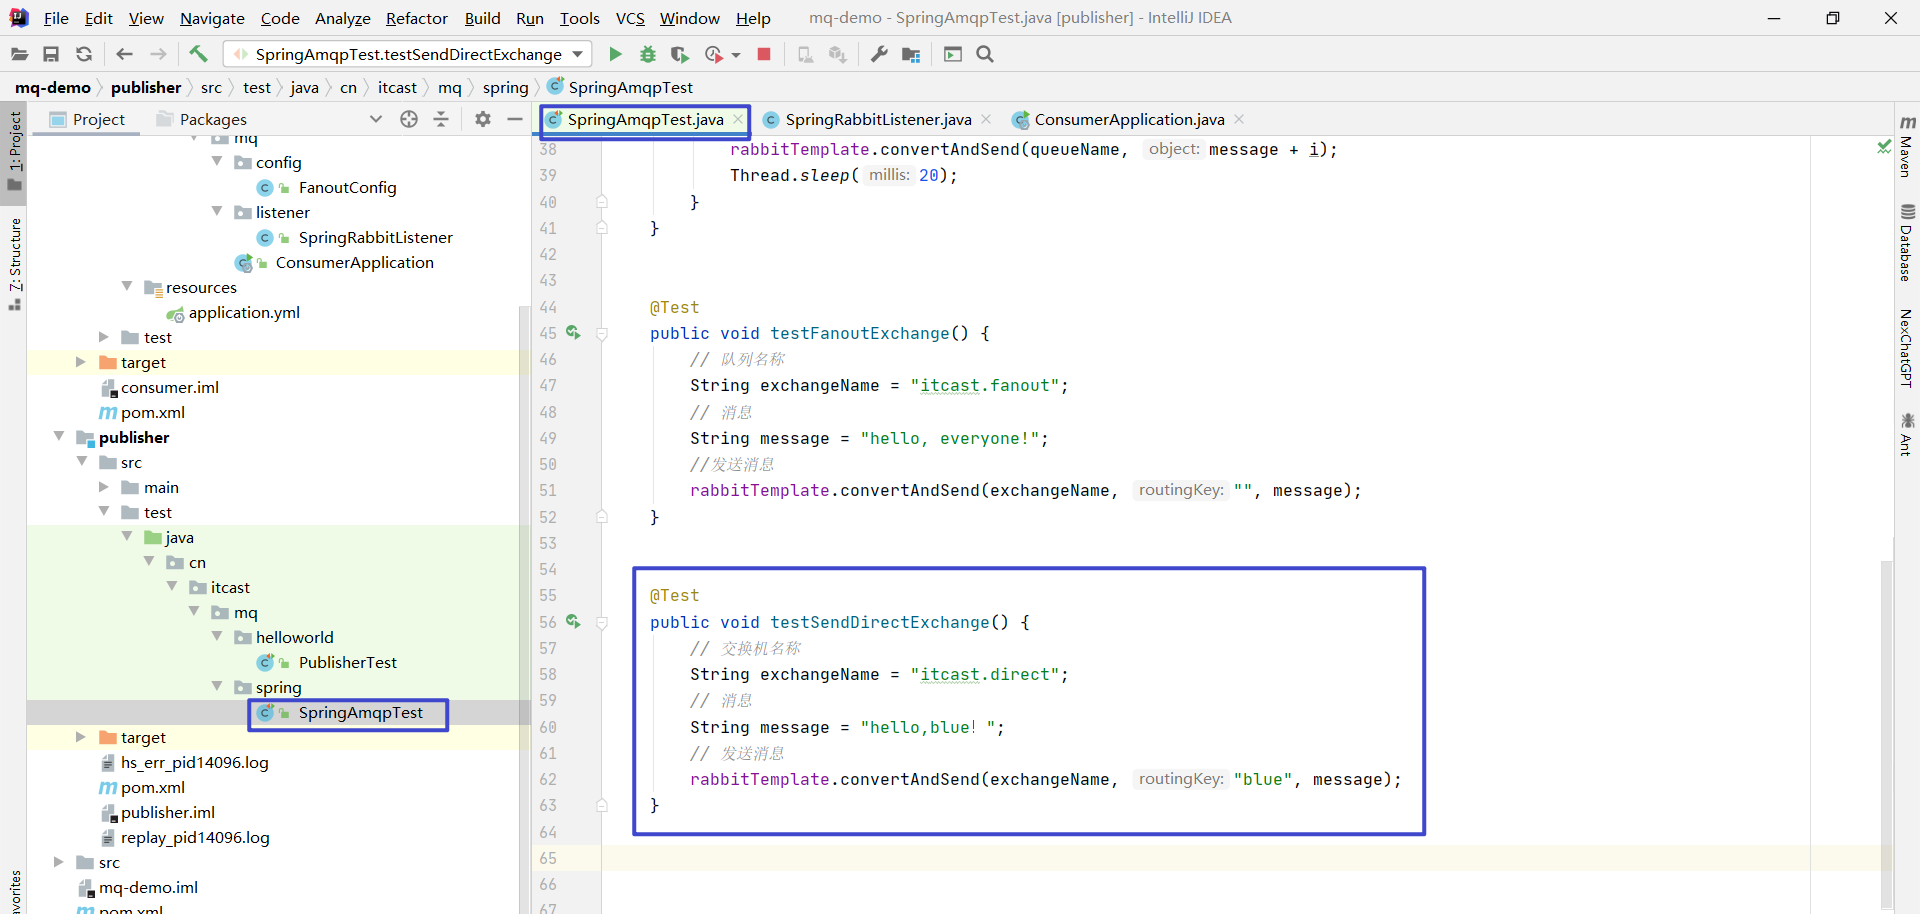 File Edit View Navigate Code Analyze Refactor Build Run Tools VCS Window Help mq-demo - SpringAmqpTest.java [publisher] - IntelliJ IDEA
SpringAmqpTest.testSendDirectExchange
mq-demo publisher src test java cn itcast mq spring SpringAmqpTest
1: Project
7: Structure
Project Packages
mq
config
FanoutConfig
listener
SpringRabbitListener
ConsumerApplication
resources
application.yml
test
target
consumer.iml
pom.xml
publisher
src
main
test
java
cn
itcast
mq
helloworld
PublisherTest
spring
SpringAmqpTest
target
hs_err_pid14096.log
pom.xml
publisher.iml
replay_pid14096.log
src
mq-demo.iml
pom.xml
SpringAmqpTest.java SpringRabbitListener.java ConsumerApplication.java
38 rabbitTemplate.convertAndSend(queueName, object: message + i);
39 Thread.sleep( millis: 20);
40 }
41 }
42
43
44 @Test
45 public void testFanoutExchange() {
46 // 队列名称
47 String exchangeName = "itcast.fanout";
48 // 消息
49 String message = "hello, everyone!";
50 //发送消息
51 rabbitTemplate.convertAndSend(exchangeName, routingKey: "", message);
52 }
53
54
55 @Test
56 public void testSendDirectExchange() {
57 // 交换机名称
58 String exchangeName = "itcast.direct";
59 // 消息
60 String message = "hello,blue！";
61 // 发送消息
62 rabbitTemplate.convertAndSend(exchangeName, routingKey: "blue", message);
63 }
64
65
66
67
Maven
Database
NexChatGPT
Ant